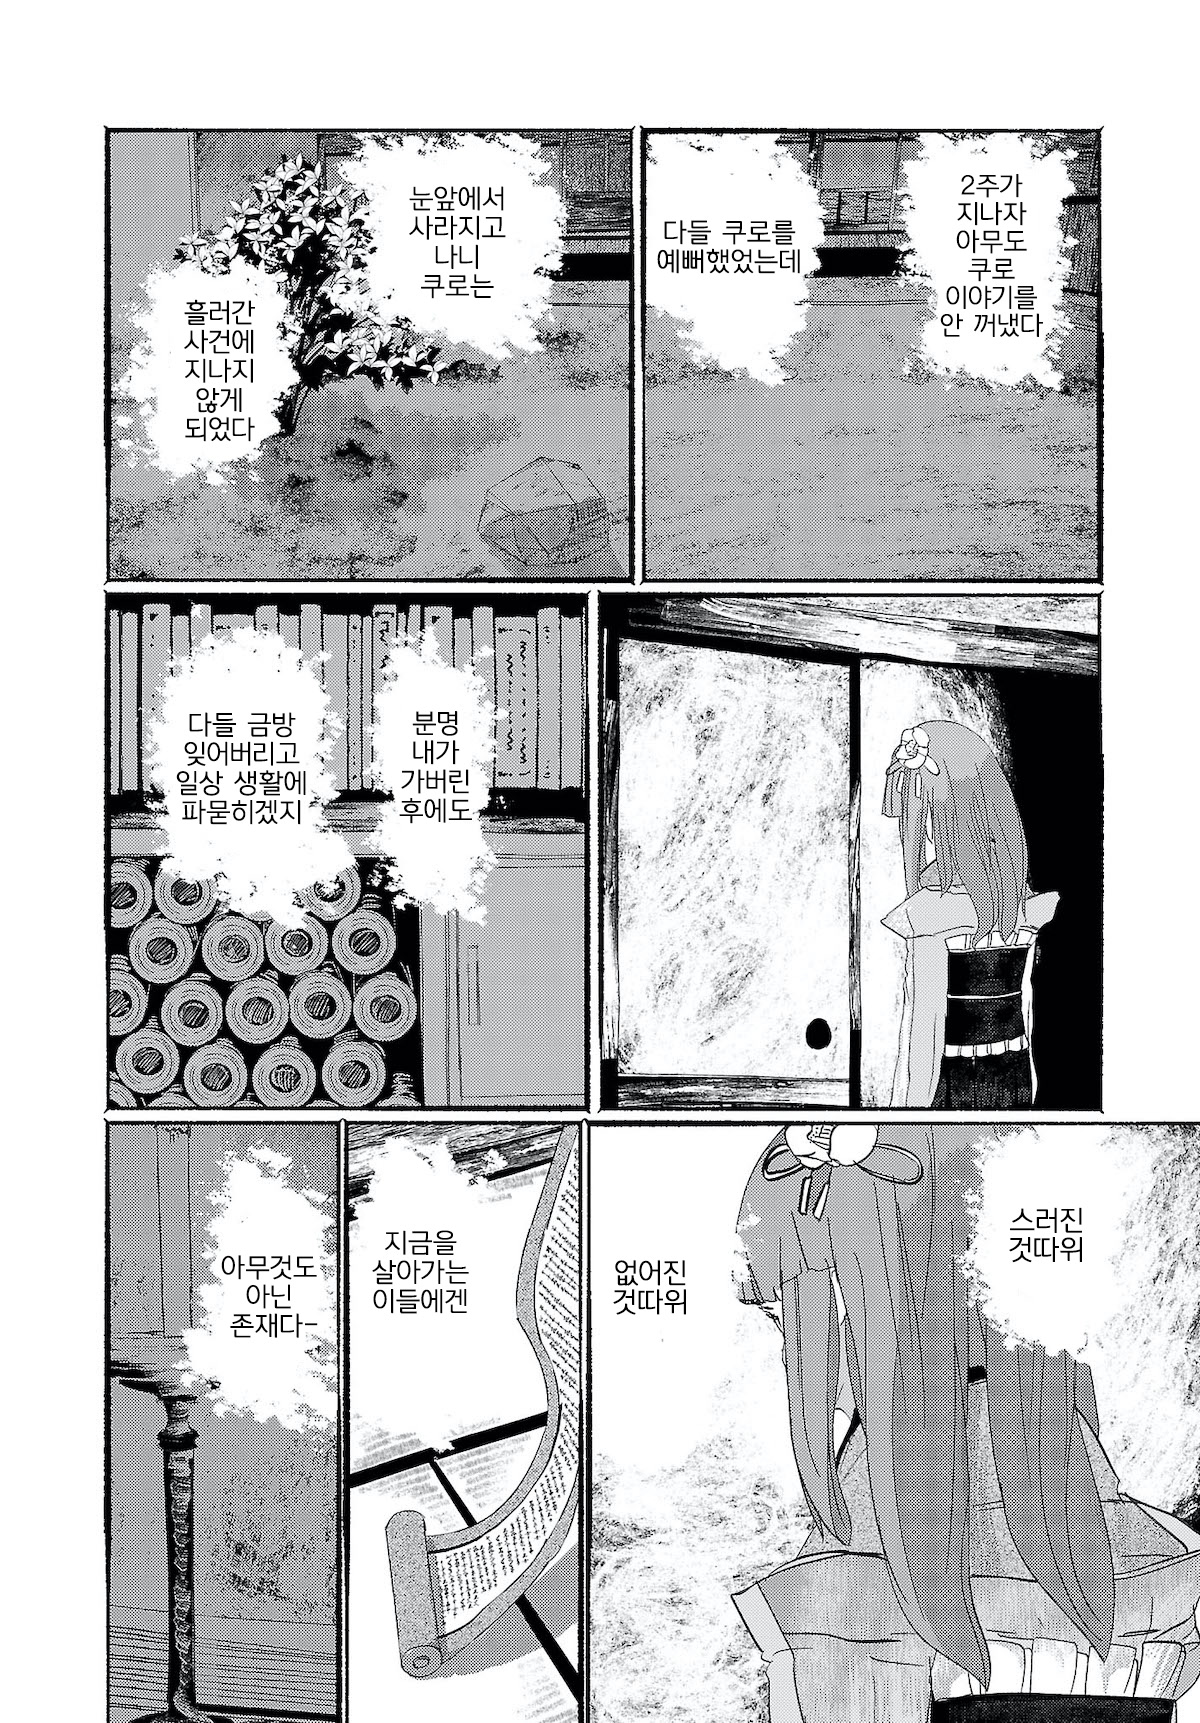 2주가
지나자
아무도
쿠로
이야기를
안 꺼냈다
다들 쿠로를
예뻐했었는데
눈앞에서
사라지고
나니
쿠로는
흘러간
사건에
지나지
않게
되었다
분명
내가
가버린
후에도
다들 금방
잊어버리고
일상 생활에
파묻히겠지
스러진
것따위
없어진
것따위
지금을
살아가는
이들에겐
아무것도
아닌
존재다-